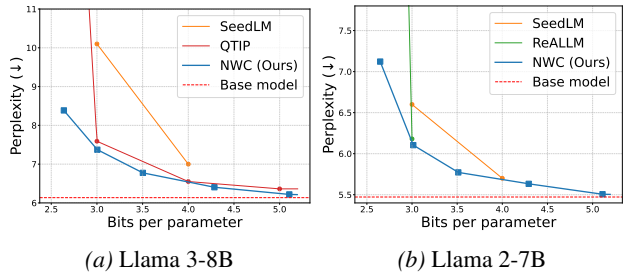 11
10
9
8
7
6
Perplexity (↓)
SeedLM
QTIP
NWC (Ours)
Base model
2.5 3.0 3.5 4.0 4.5 5.0
Bits per parameter
(a) Llama 3-8B
7.5
7.0
6.5
6.0
5.5
Perplexity (↓)
SeedLM
ReALLM
NWC (Ours)
Base model
2.5 3.0 3.5 4.0 4.5 5.0
Bits per parameter
(b) Llama 2-7B